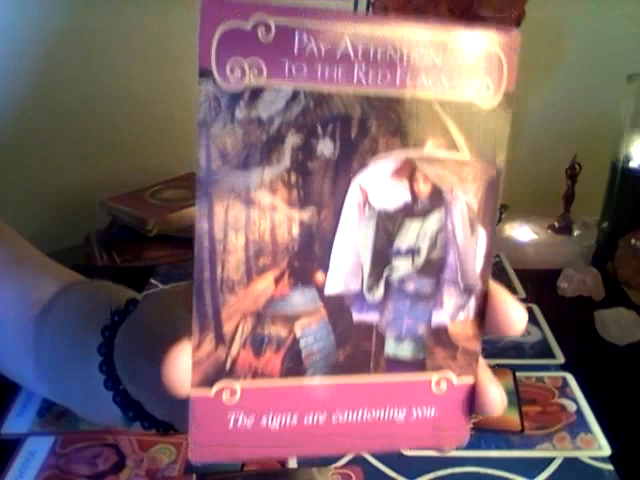 PAY ATTENTION
TO THE RED FLAGS
The signs are cautioning you.